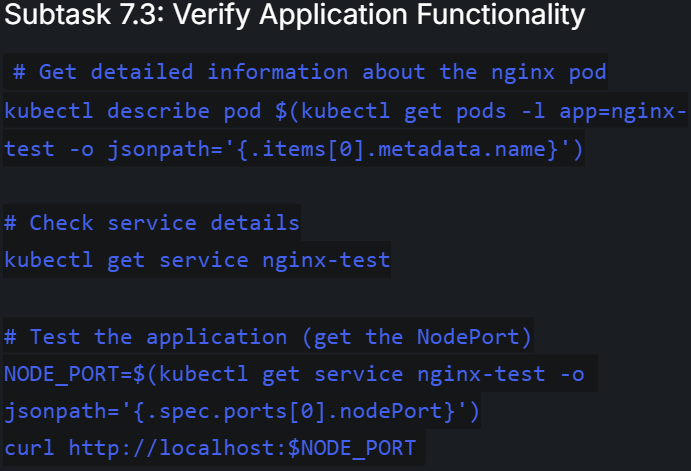 Subtask 7.3: Verify Application Functionality
# Get detailed information about the nginx pod
kubectl describe pod $(kubectl get pods -l app=nginx-
test -o jsonpath='{.items[0].metadata.name}')
# Check service details
kubectl get service nginx-test
# Test the application (get the NodePort)
NODE_PORT=$(kubectl get service nginx-test -o
jsonpath='{.spec.ports[0].nodePort}')
curl http://localhost:$NODE_PORT